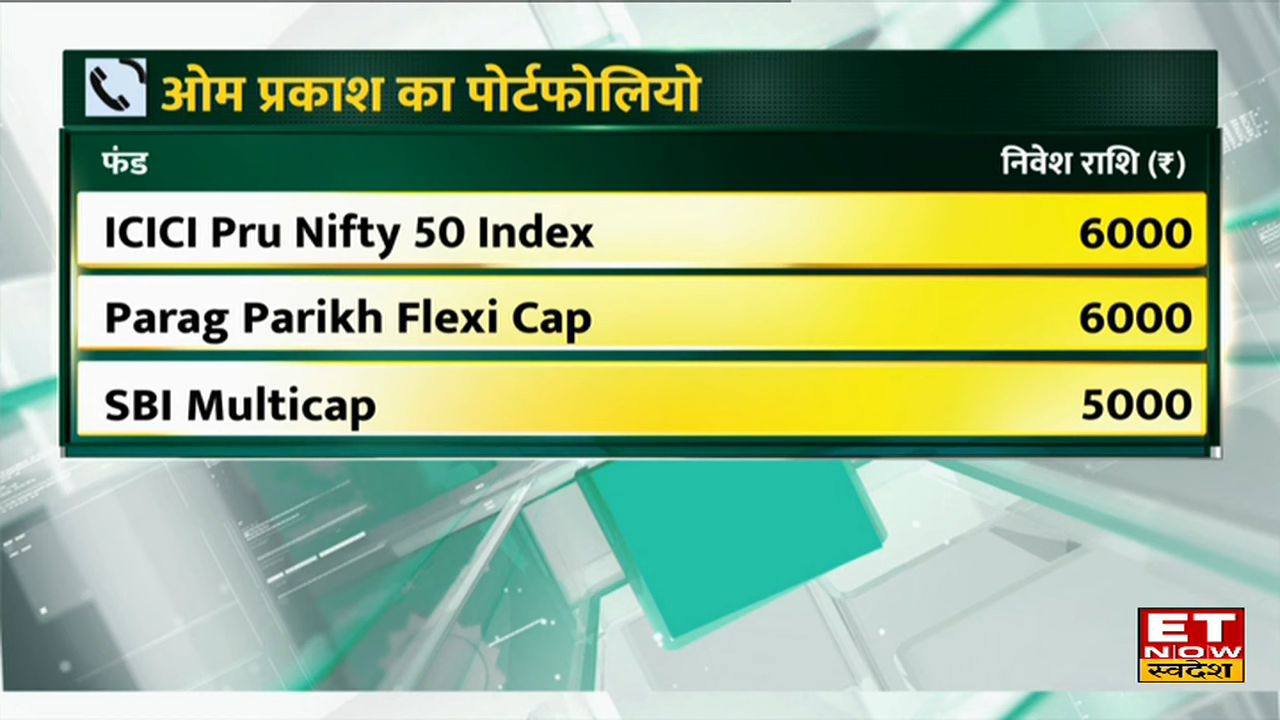 ओम प्रकाश का पोर्टफोलियो
फंड निवेश राशि (₹)
ICICI Pru Nifty 50 Index 6000
Parag Parikh Flexi Cap 6000
SBI Multicap 5000
ET
NOW
स्वदेश